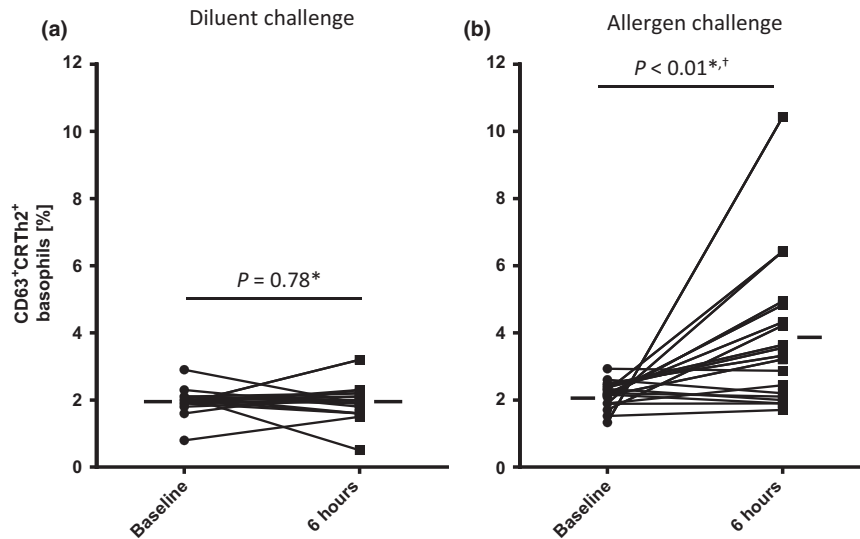 (a)
Diluent challenge
12
10
8
6
4
2
0
CD63⁺CRTh2⁺
basophils [%]
P = 0.78*
Baseline
6 hours
(b)
Allergen challenge
12
10
8
6
4
2
0
P < 0.01*,†
Baseline
6 hours